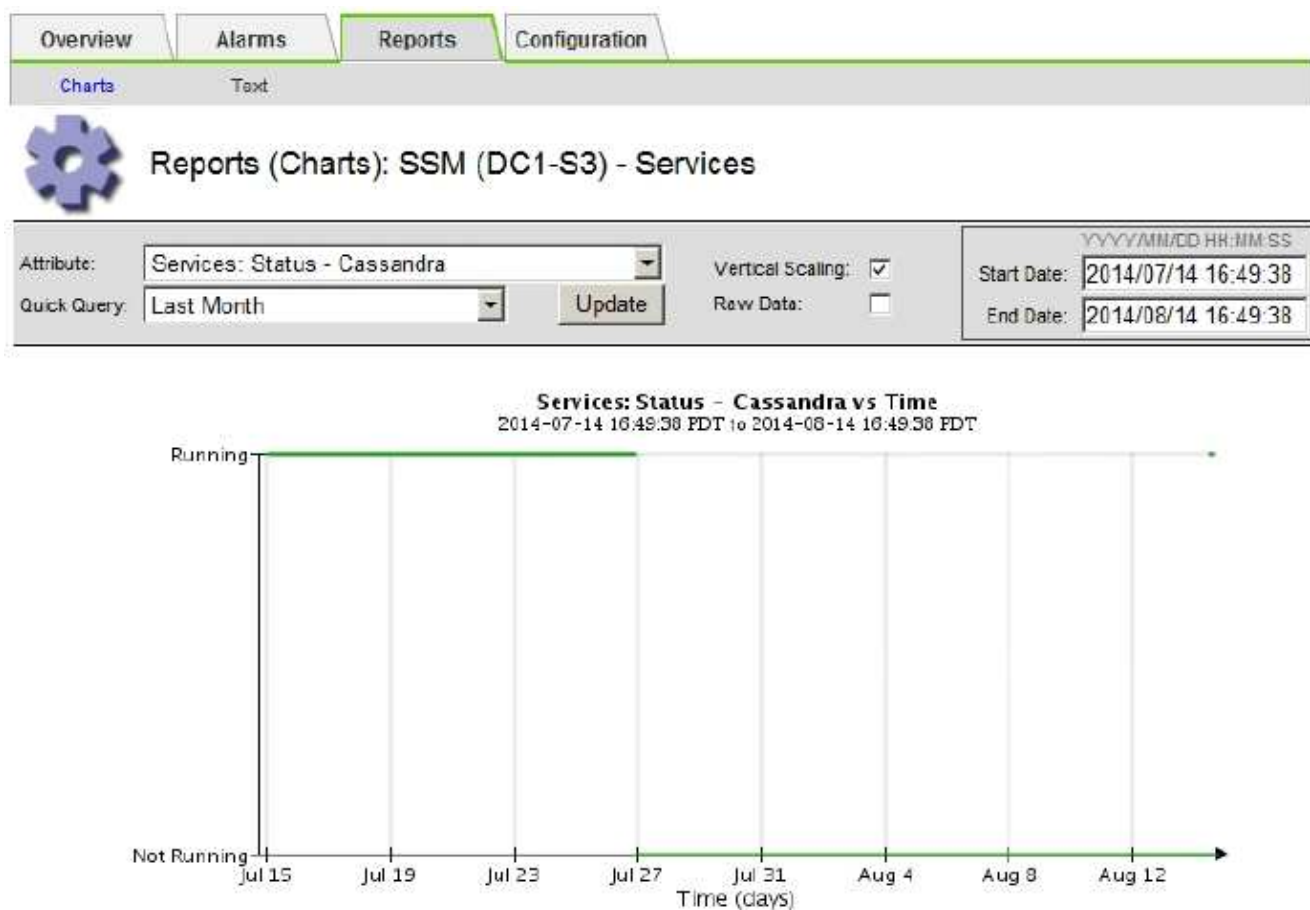 Overview Alarms Reports Configuration
Charts Text
Reports (Charts): SSM (DC1-S3) - Services
YYYY/MM/DD HH:MM:SS
Attribute: Services: Status - Cassandra Vertical Scaling: Start Date: 2014/07/14 16:49:38
Quick Query: Last Month Update Raw Data: End Date: 2014/08/14 16:49:38
Services: Status - Cassandra vs Time
2014-07-14 16:49:38 PDT to 2014-08-14 16:49:38 PDT
Running
Not Running
Jul 15 Jul 19 Jul 23 Jul 27 Jul 31 Aug 4 Aug 8 Aug 12
Time (days)